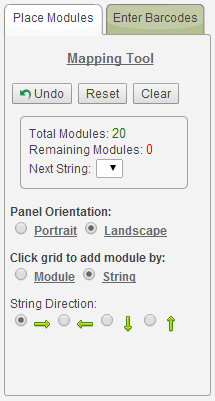 Place Modules Enter Barcodes
Mapping Tool
Undo Reset Clear
Total Modules: 20
Remaining Modules: 0
Next String:
Panel Orientation:
Portrait Landscape
Click grid to add module by:
Module String
String Direction: